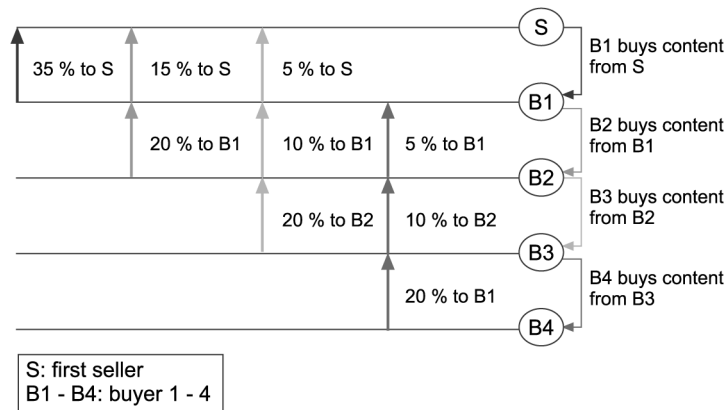 S
B1 buys content
from S
35 % to S
15 % to S
5 % to S
B1
B2 buys content
from B1
20 % to B1
10 % to B1
5 % to B1
B2
B3 buys content
from B2
20 % to B2
10 % to B2
B3
B4 buys content
from B3
20 % to B1
B4
S: first seller
B1 - B4: buyer 1 - 4